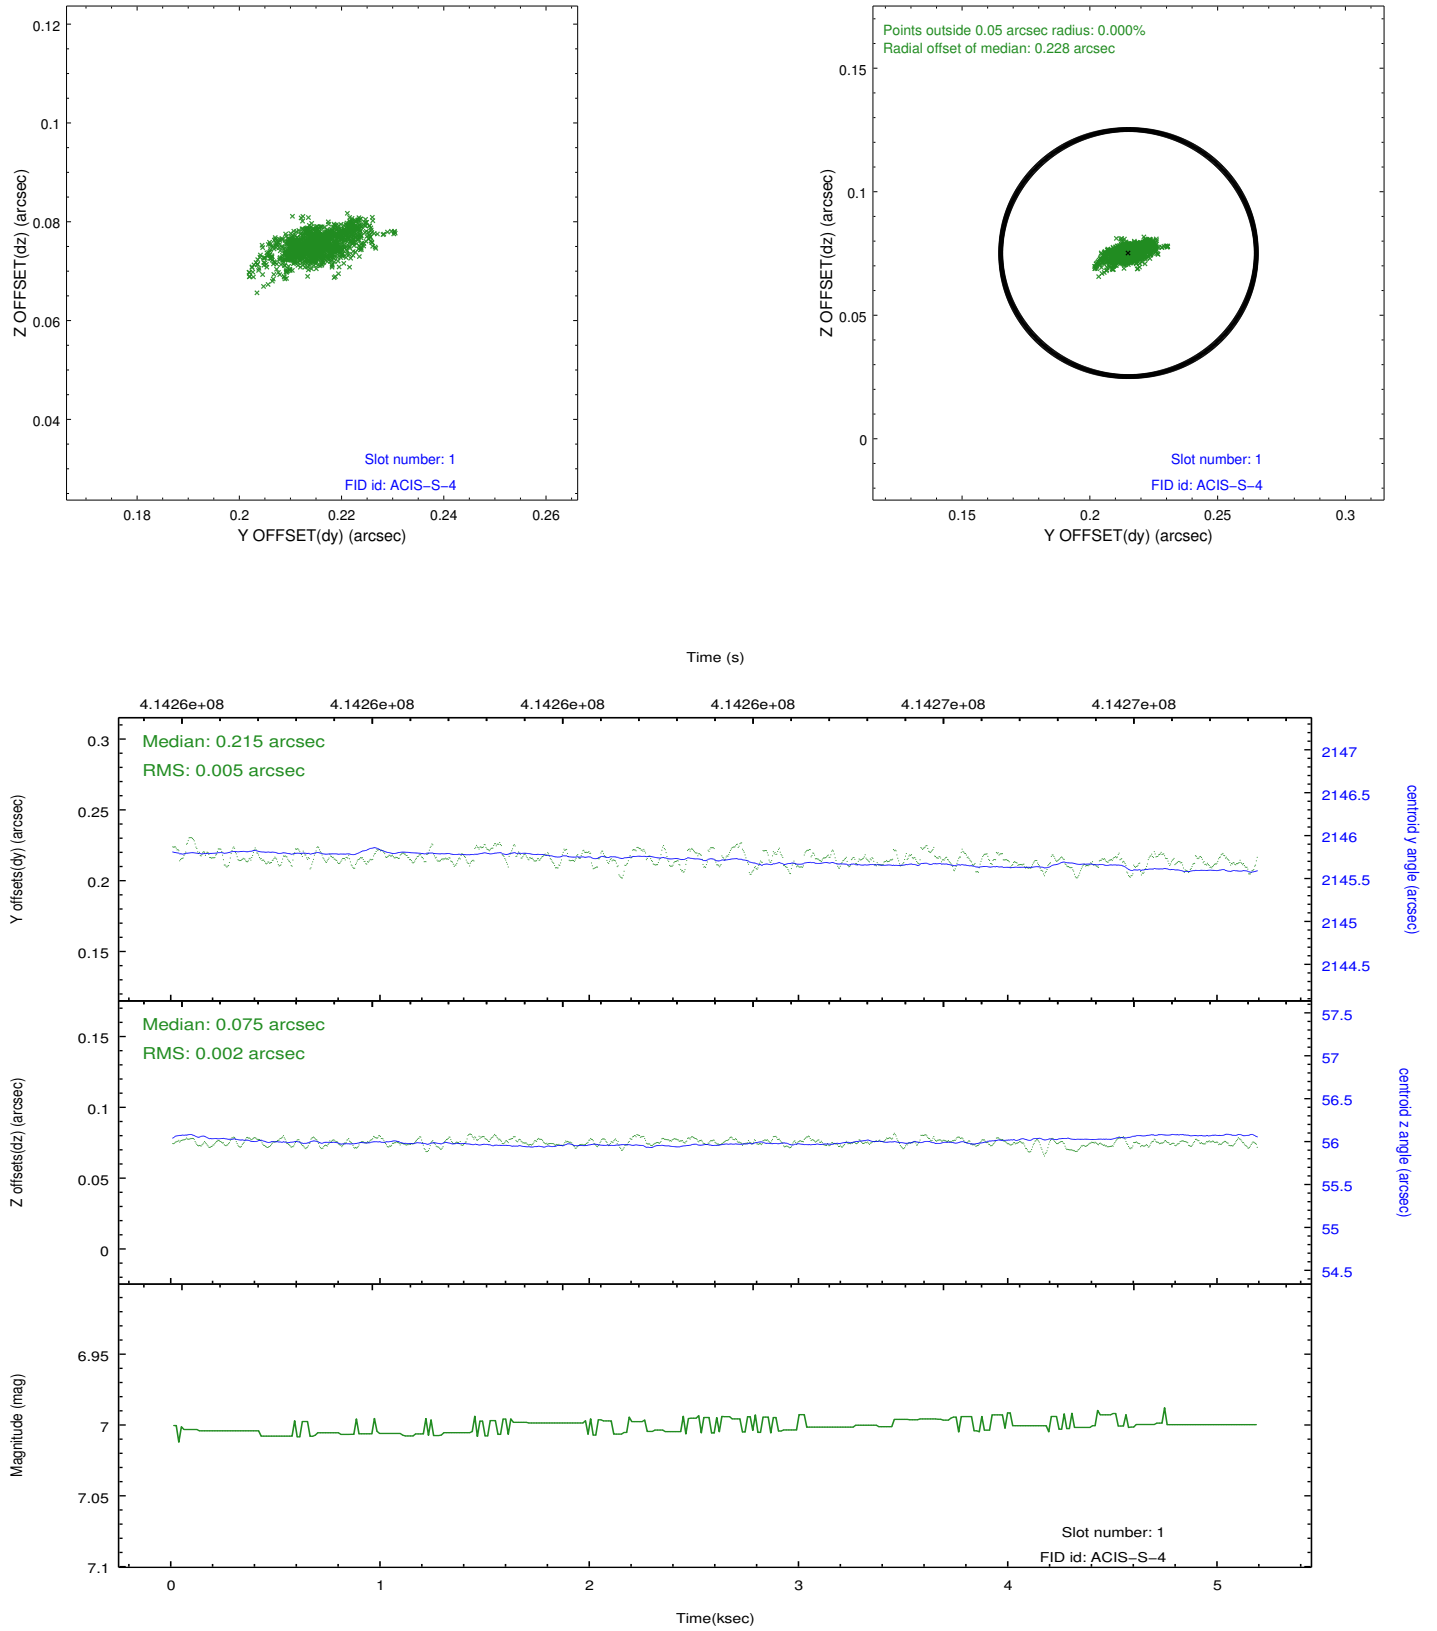 0.12
0.1
0.08
0.06
0.04
Z OFFSET(dz) (arcsec)
Slot number: 1
FID id: ACIS−S−4
0.18 0.2 0.22 0.24 0.26
Y OFFSET(dy) (arcsec)
Points outside 0.05 arcsec radius: 0.000%
Radial offset of median: 0.228 arcsec
0.15
0.1
0.05
0
Z OFFSET(dz) (arcsec)
Slot number: 1
FID id: ACIS−S−4
0.15 0.2 0.25 0.3
Y OFFSET(dy) (arcsec)
Time (s)
4.1426e+08 4.1426e+08 4.1426e+08 4.1426e+08 4.1427e+08 4.1427e+08
Median: 0.215 arcsec
RMS: 0.005 arcsec
0.3
0.25
0.2
0.15
Y offsets(dy) (arcsec)
2147
2146.5
2146
2145.5
2145
2144.5
centroid y angle (arcsec)
Median: 0.075 arcsec
RMS: 0.002 arcsec
0.15
0.1
0.05
0
Z offsets(dz) (arcsec)
57.5
57
56.5
56
55.5
55
54.5
centroid z angle (arcsec)
6.95
7
7.05
7.1
Magnitude (mag)
Slot number: 1
FID id: ACIS−S−4
0 1 2 3 4 5
Time(ksec)